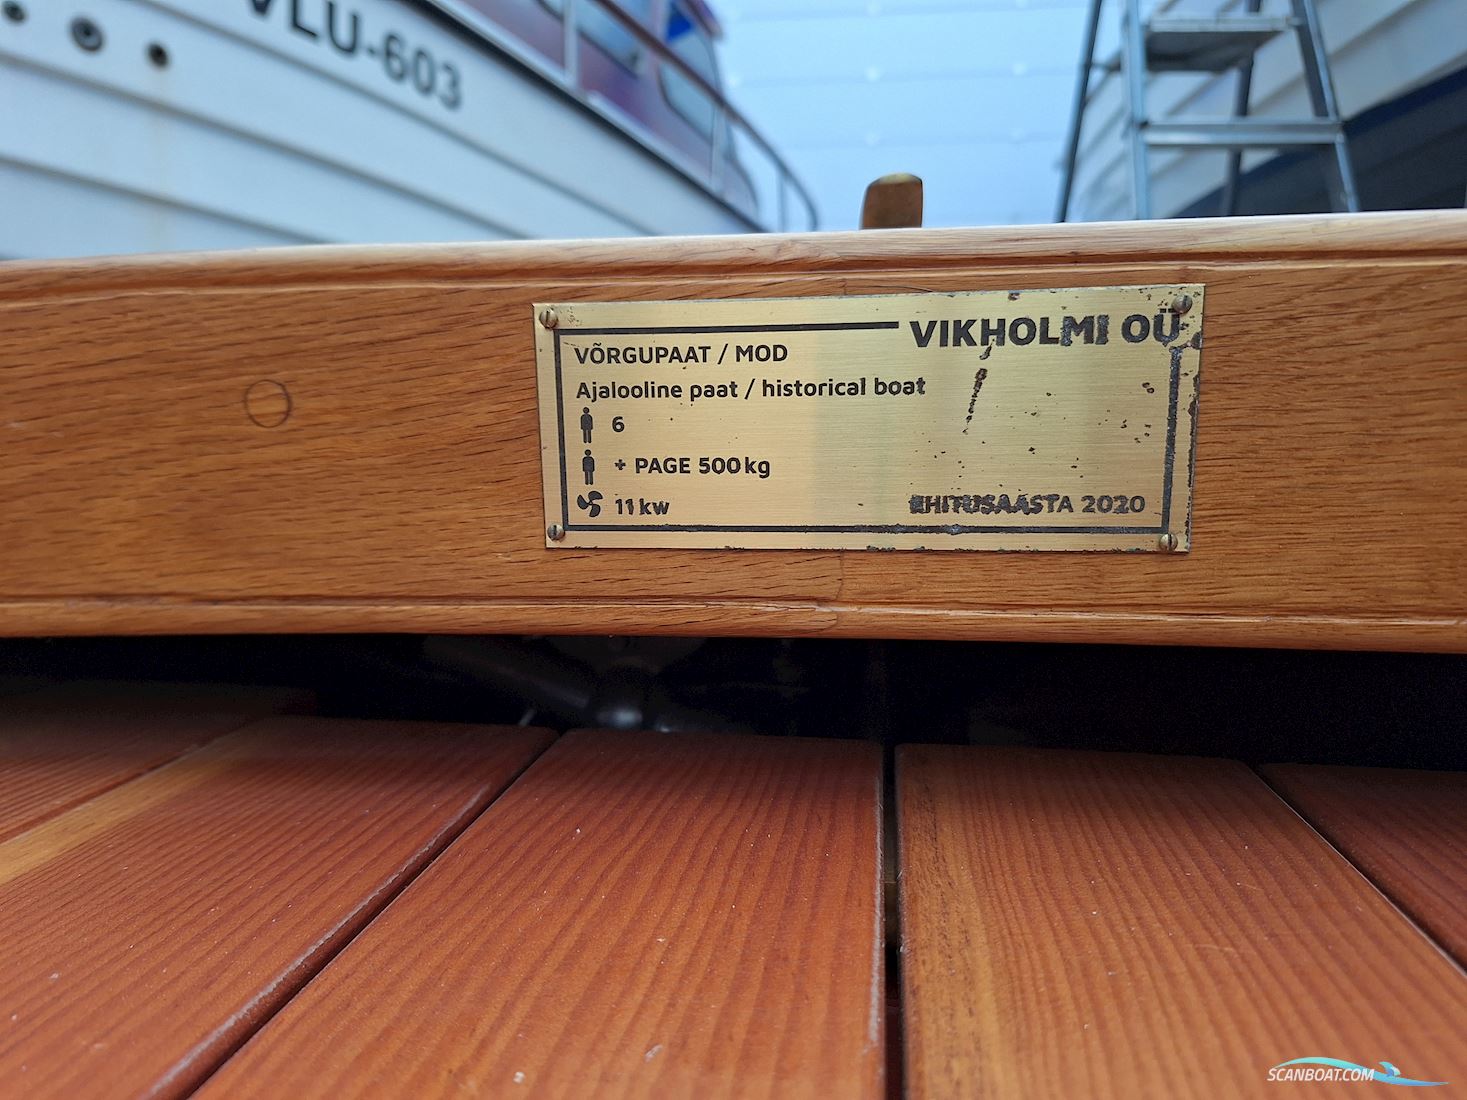 VLU-603
VIKHOLMI OÜ
VÕRGUPAAT / MOD
Ajalooline paat / historical boat
6
+ PAGE 500kg
11kw
EHITUSAASTA 2020
SCANBOAT.COM